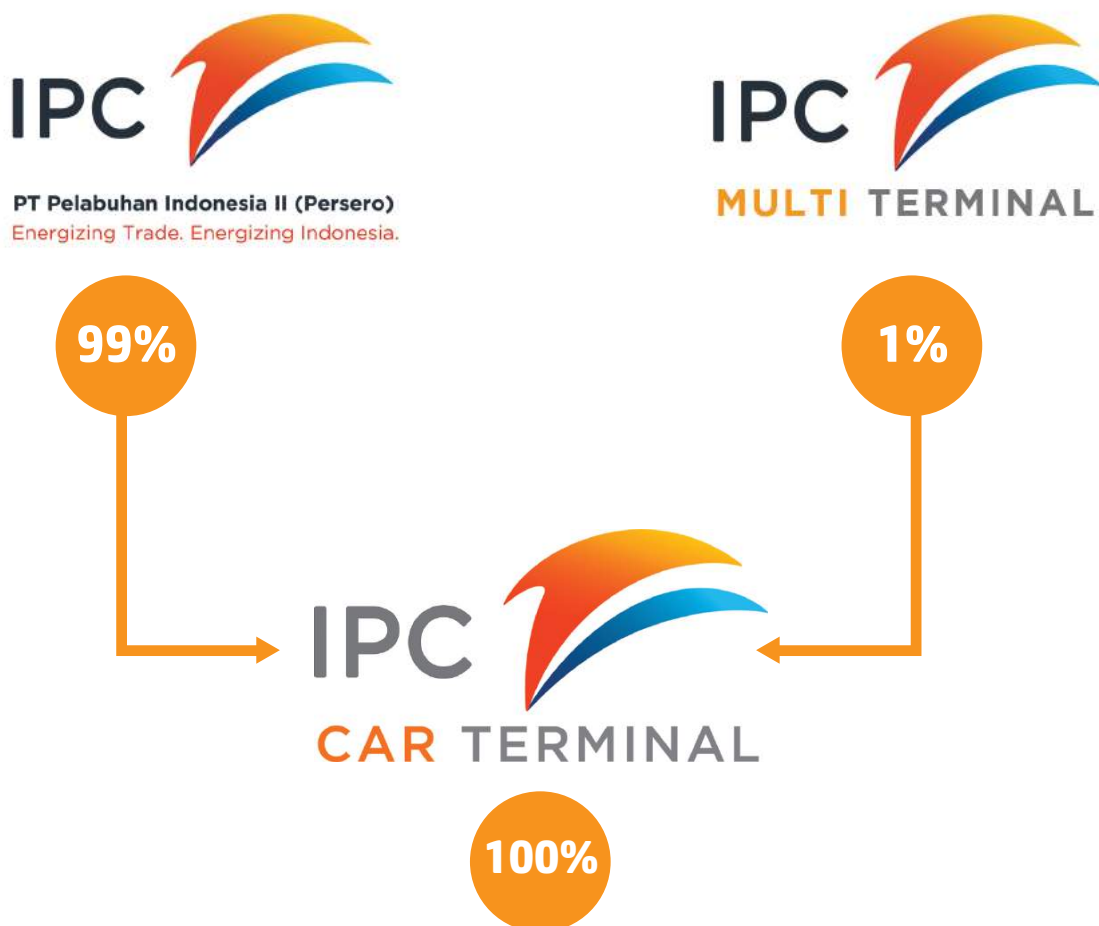 IPC
PT Pelabuhan Indonesia II (Persero)
Energizing Trade. Energizing Indonesia.
IPC
MULTI TERMINAL
99%
1%
IPC
CAR TERMINAL
100%